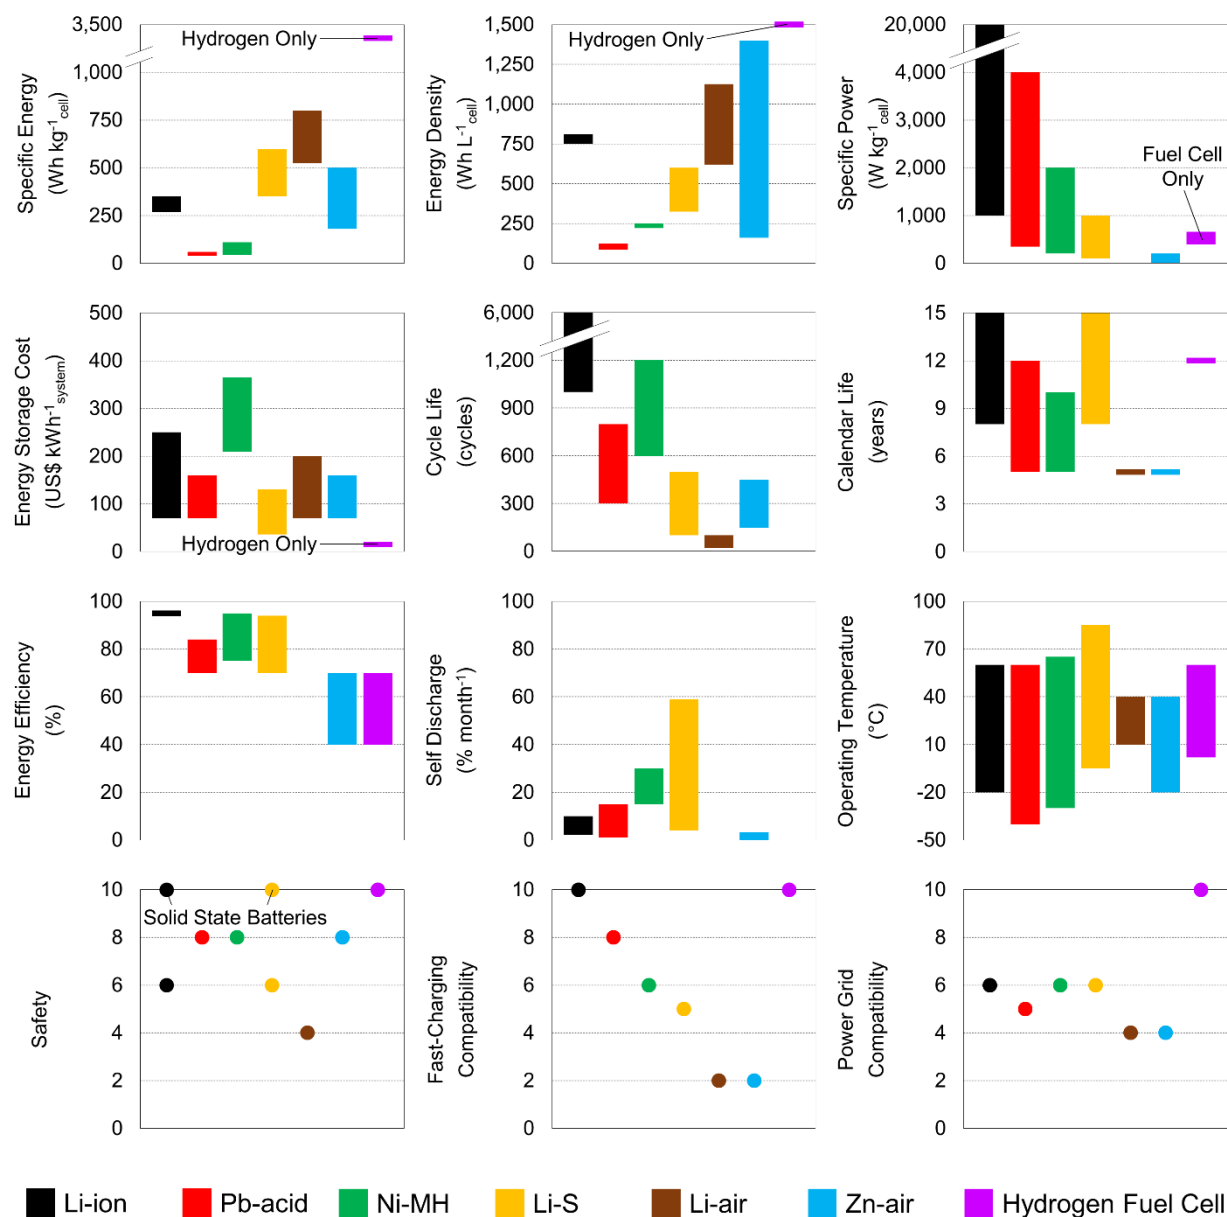 Specific Energy
(Wh kg⁻¹cell)
3,500
1,000
750
500
250
0
Hydrogen Only
Energy Density
(Wh L⁻¹cell)
1,500
1,250
1,000
750
500
250
0
Hydrogen Only
Specific Power
(W kg⁻¹cell)
20,000
4,000
3,000
2,000
1,000
0
Fuel Cell
Only
Energy Storage Cost
(US$ kWh⁻¹system)
500
400
300
200
100
0
Hydrogen Only
Cycle Life
(cycles)
6,000
1,200
900
600
300
0
Calendar Life
(years)
15
12
9
6
3
0
Energy Efficiency
(%)
100
80
60
40
20
0
Self Discharge
(% month⁻¹)
100
80
60
40
20
0
Operating Temperature
(°C)
100
70
40
10
-20
-50
Safety
10
8
6
4
2
0
Solid State Batteries
Fast-Charging
Compatibility
10
8
6
4
2
0
Power Grid
Compatibility
10
8
6
4
2
0
Li-ion
Pb-acid
Ni-MH
Li-S
Li-air
Zn-air
Hydrogen Fuel Cell